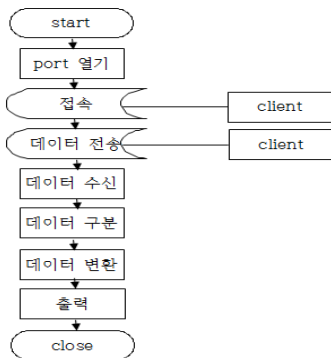 start
port 열기
접속
client
데이터 전송
client
데이터 수신
데이터 구분
데이터 변환
출력
close